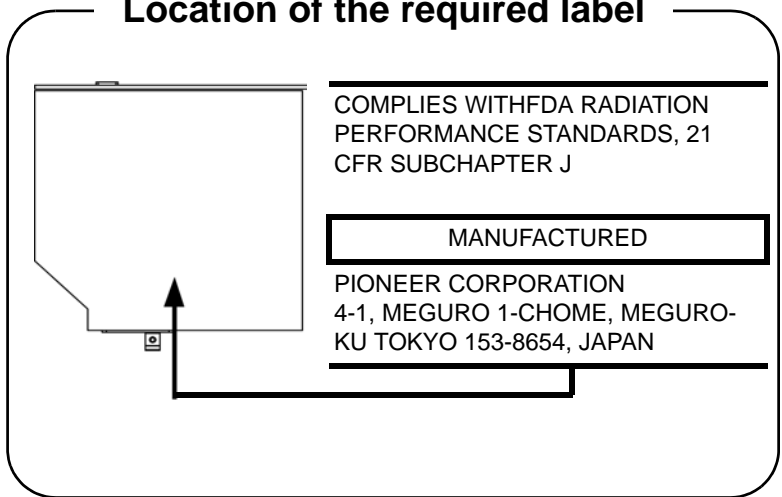 Location of the required label
COMPLIES WITHFDA RADIATION
PERFORMANCE STANDARDS, 21
CFR SUBCHAPTER J
MANUFACTURED
PIONEER CORPORATION
4-1, MEGURO 1-CHOME, MEGURO-
KU TOKYO 153-8654, JAPAN